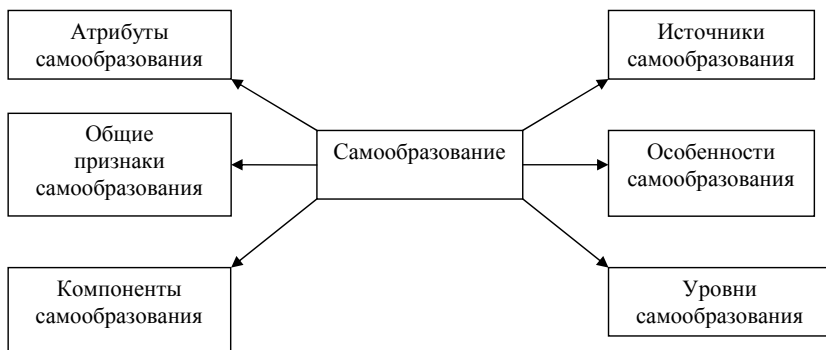 Атрибуты
самообразования
Источники
самообразования
Общие
признаки
самообразования
Самообразование
Особенности
самообразования
Компоненты
самообразования
Уровни
самообразования